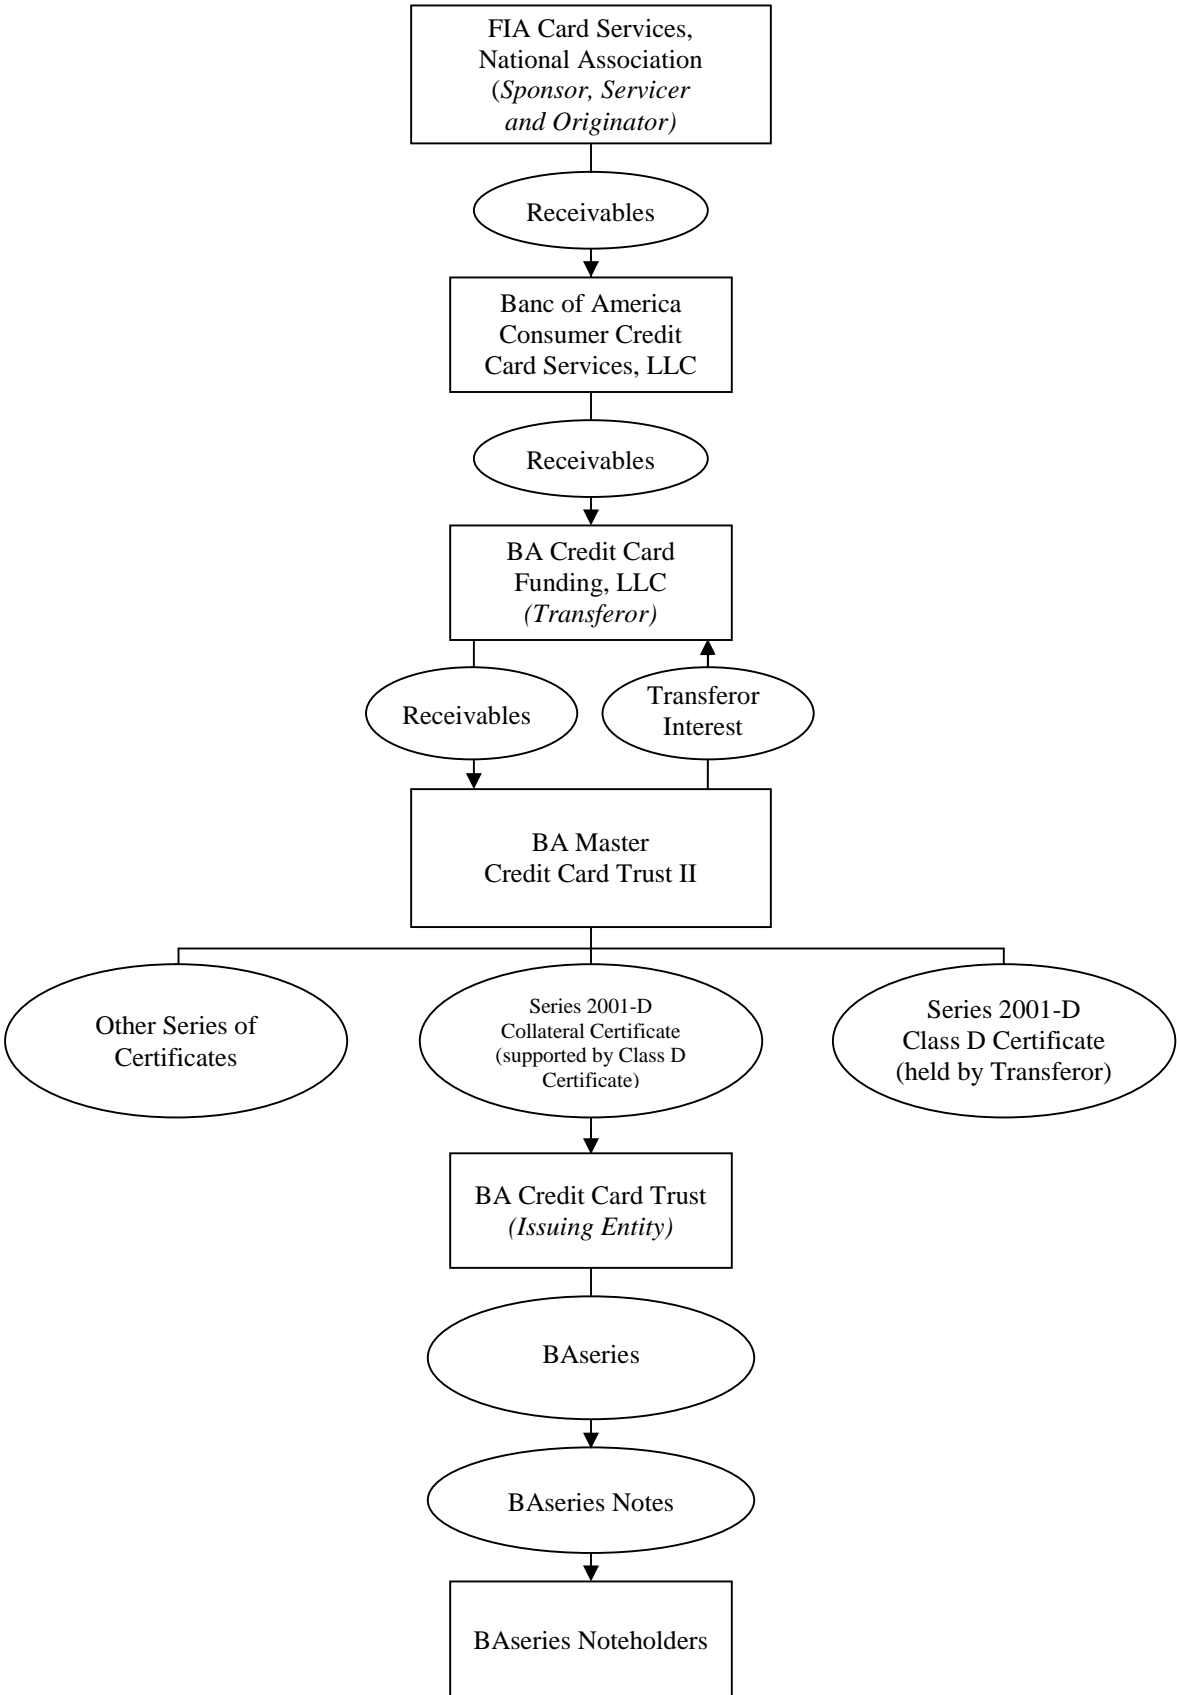 FIA Card Services,
National Association
(Sponsor, Servicer
and Originator)
Receivables
Banc of America
Consumer Credit
Card Services, LLC
Receivables
BA Credit Card
Funding, LLC
(Transferor)
Receivables
Transferor
Interest
BA Master
Credit Card Trust II
Other Series of
Certificates
Series 2001-D
Collateral Certificate
(supported by Class D
Certificate)
Series 2001-D
Class D Certificate
(held by Transferor)
BA Credit Card Trust
(Issuing Entity)
BAseries
BAseries Notes
BAseries Noteholders